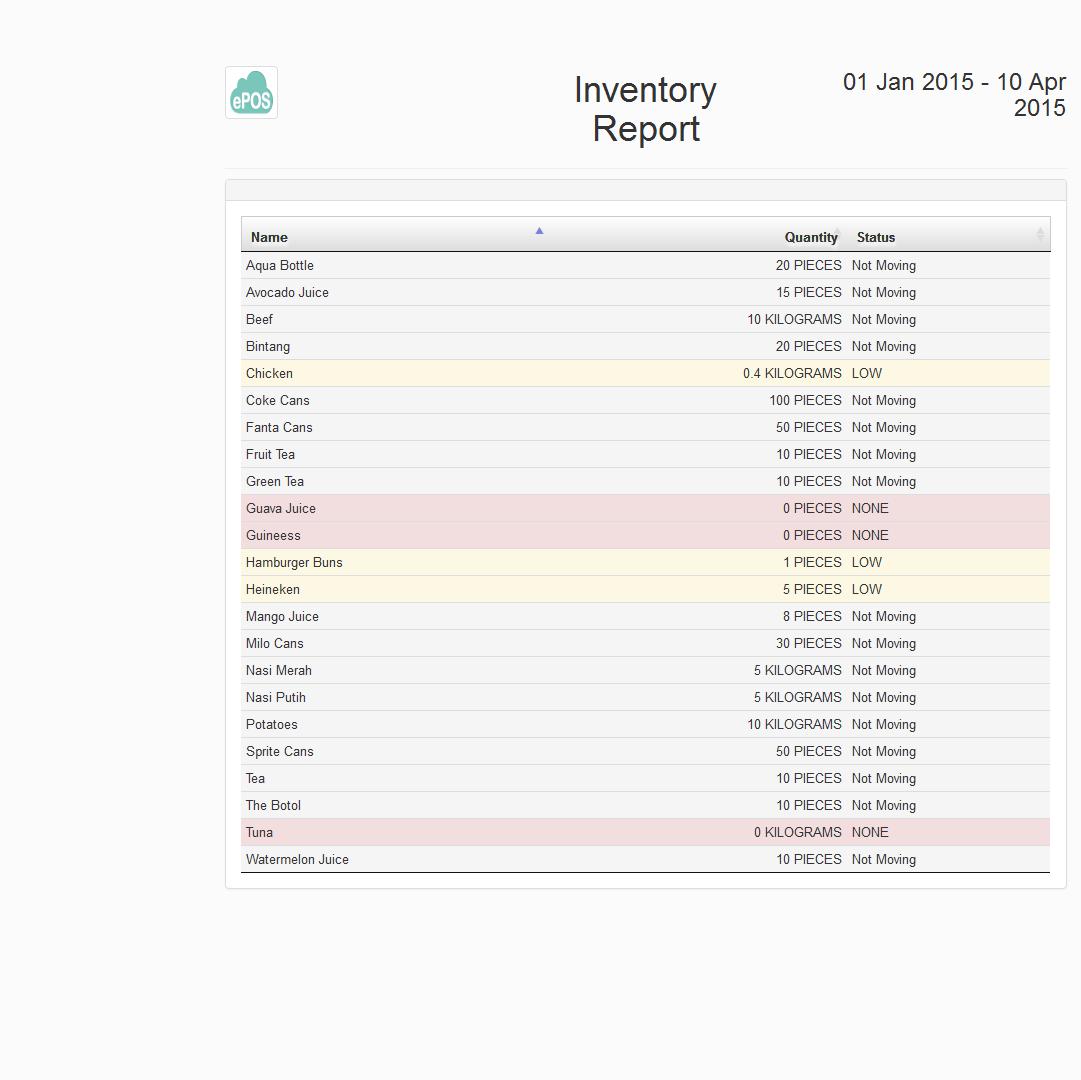 ePOS
Inventory
Report
01 Jan 2015 - 10 Apr
2015
Name Quantity Status
Aqua Bottle 20 PIECES Not Moving
Avocado Juice 15 PIECES Not Moving
Beef 10 KILOGRAMS Not Moving
Bintang 20 PIECES Not Moving
Chicken 0.4 KILOGRAMS LOW
Coke Cans 100 PIECES Not Moving
Fanta Cans 50 PIECES Not Moving
Fruit Tea 10 PIECES Not Moving
Green Tea 10 PIECES Not Moving
Guava Juice 0 PIECES NONE
Guineess 0 PIECES NONE
Hamburger Buns 1 PIECES LOW
Heineken 5 PIECES LOW
Mango Juice 8 PIECES Not Moving
Milo Cans 30 PIECES Not Moving
Nasi Merah 5 KILOGRAMS Not Moving
Nasi Putih 5 KILOGRAMS Not Moving
Potatoes 10 KILOGRAMS Not Moving
Sprite Cans 50 PIECES Not Moving
Tea 10 PIECES Not Moving
The Botol 10 PIECES Not Moving
Tuna 0 KILOGRAMS NONE
Watermelon Juice 10 PIECES Not Moving